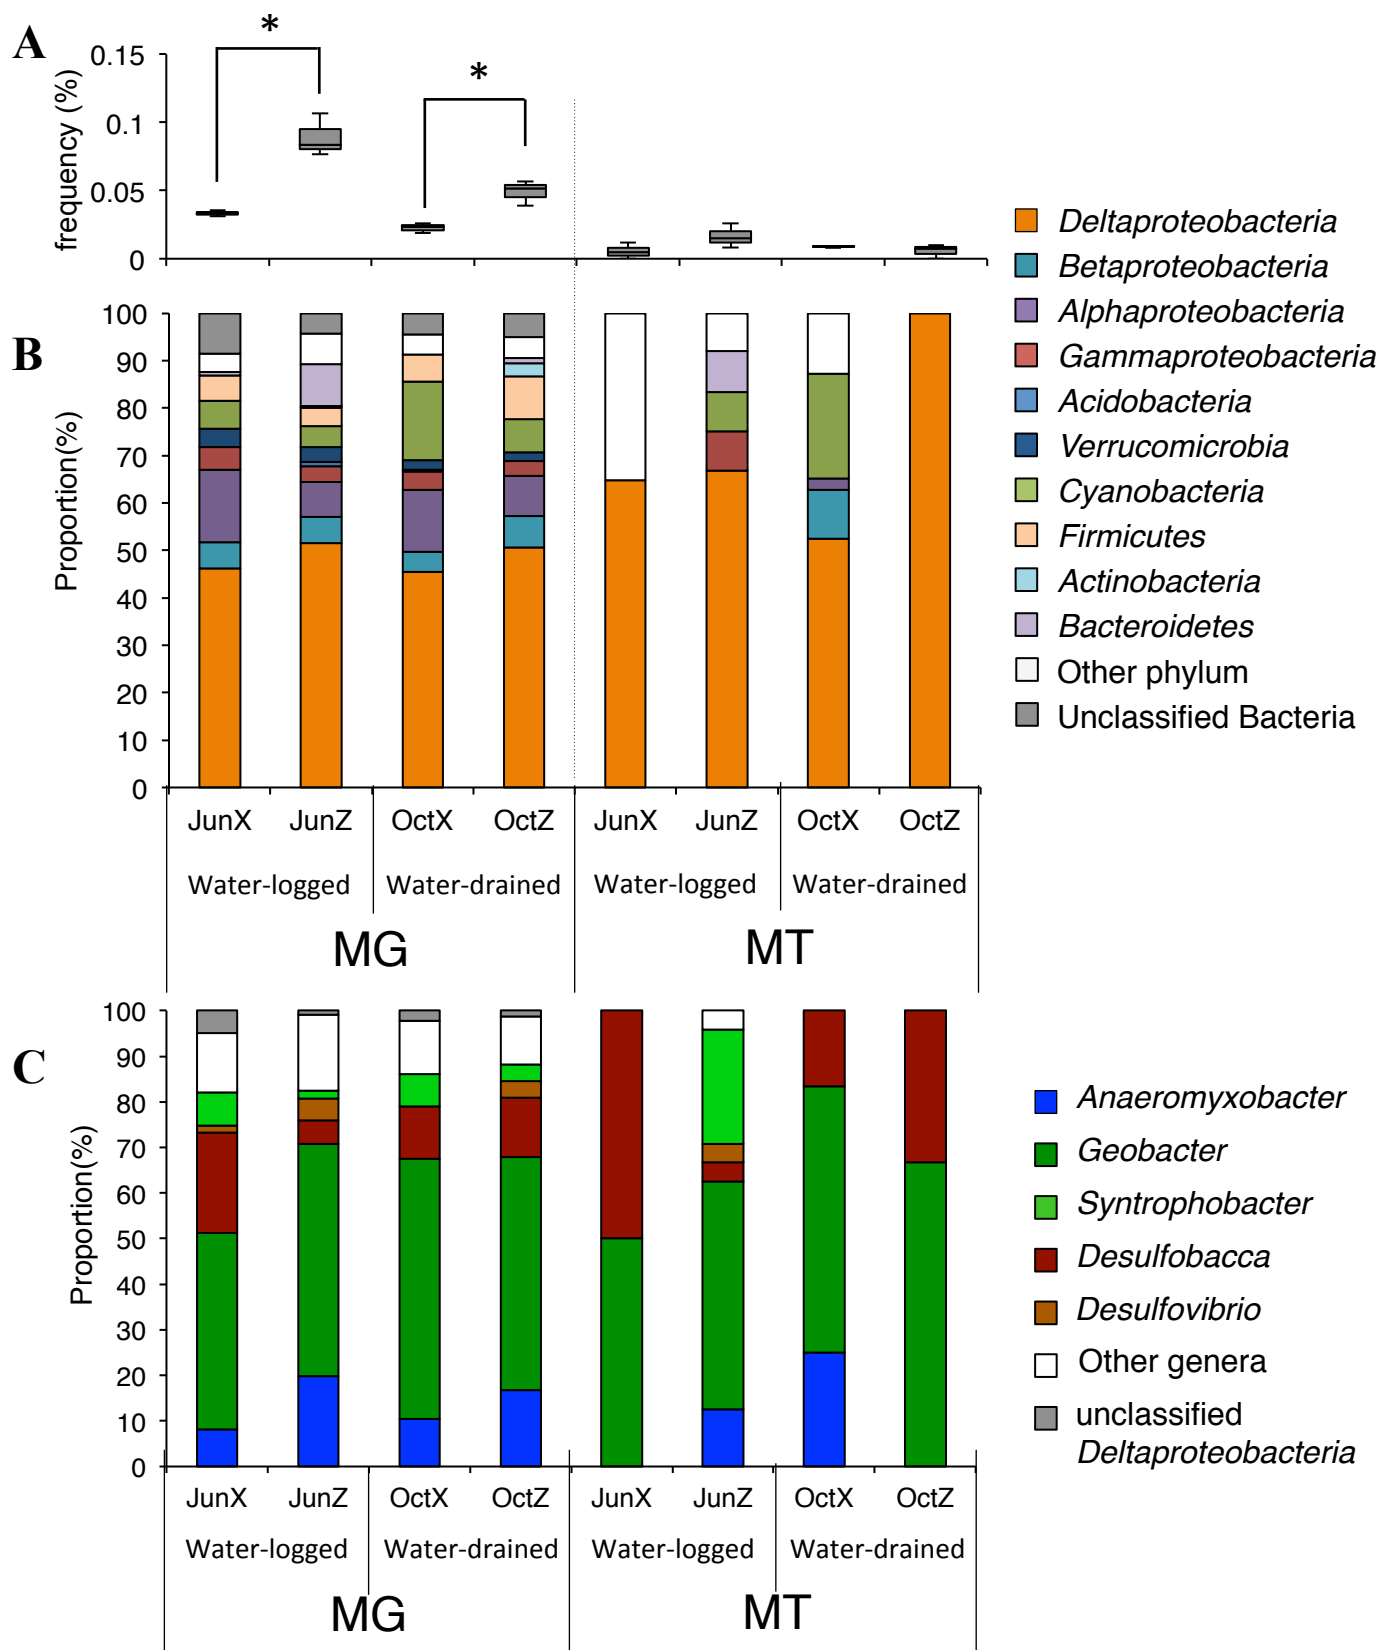 A
*
*
frequency (%)
0.15
0.1
0.05
0
B
Proportion(%)
100
90
80
70
60
50
40
30
20
10
0
Deltaproteobacteria
Betaproteobacteria
Alphaproteobacteria
Gammaproteobacteria
Acidobacteria
Verrucomicrobia
Cyanobacteria
Firmicutes
Actinobacteria
Bacteroidetes
Other phylum
Unclassified Bacteria
JunX JunZ OctX OctZ JunX JunZ OctX OctZ
Water-logged Water-drained Water-logged Water-drained
MG MT
C
Proportion(%)
100
90
80
70
60
50
40
30
20
10
0
Anaeromyxobacter
Geobacter
Syntrophobacter
Desulfobacca
Desulfovibrio
Other genera
unclassified
Deltaproteobacteria
JunX JunZ OctX OctZ JunX JunZ OctX OctZ
Water-logged Water-drained Water-logged Water-drained
MG MT